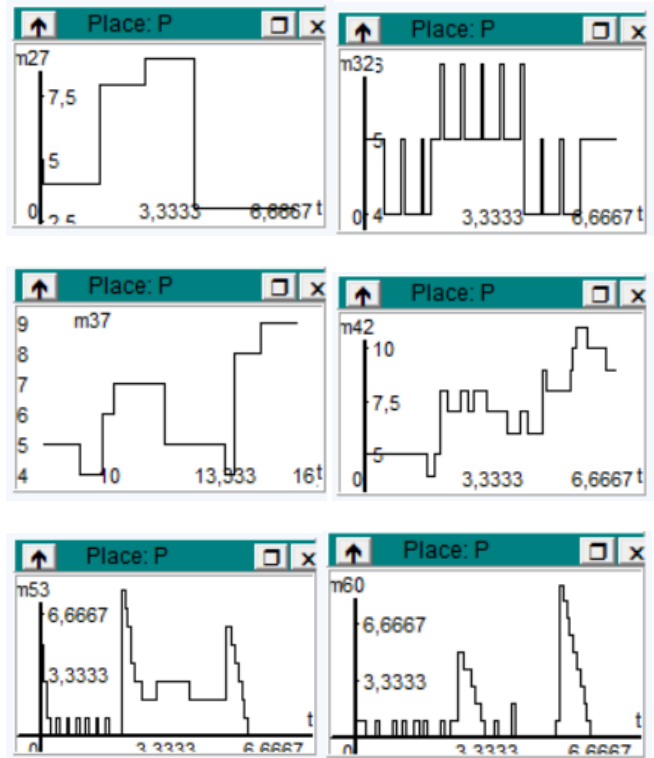 Place: P
m27
7,5
5
0 2,5 3,3333 6,6667 t
Place: P
m32
5
0 4 3,3333 6,6667 t
Place: P
9 m37
8
7
6
5
4 10 13,333 16 t
Place: P
m42
10
7,5
5
0 3,3333 6,6667 t
Place: P
m53
6,6667
3,3333
t
0 3,3333 6,6667
Place: P
m60
6,6667
3,3333
t
0 3,3333 6,6667